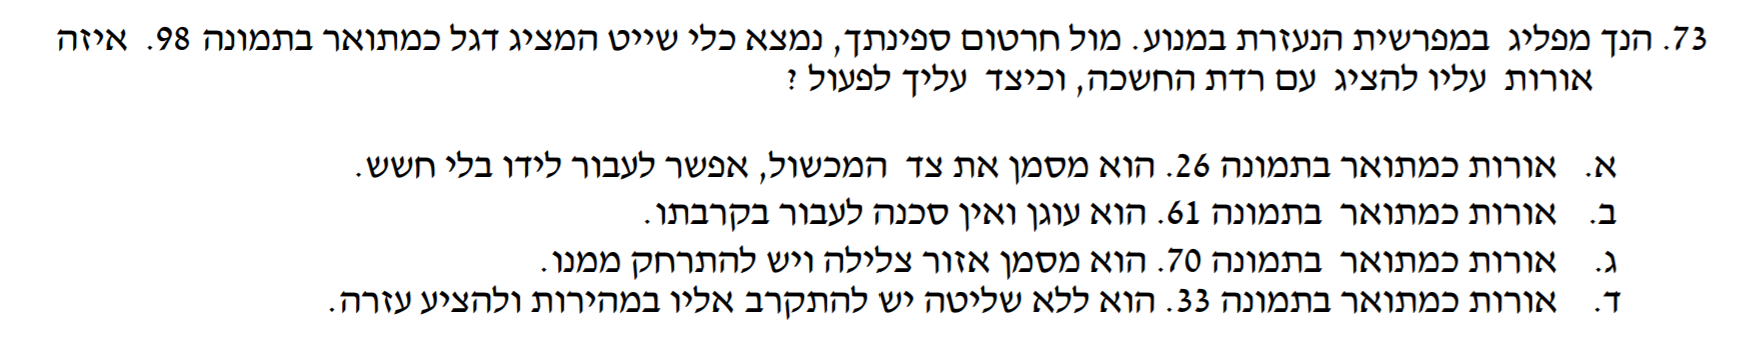 73. הנך מפליג במפרשית הנעזרת במנוע. מול חרטום ספינתך, נמצא כלי שייט המציג דגל כמתואר בתמונה 98. איזה
אורות עליו להציג עם רדת החשכה, וכיצד עליך לפעול ?
א. אורות כמתואר בתמונה 26. הוא מסמן את צד המכשול, אפשר לעבור לידו בלי חשש.
ב. אורות כמתואר בתמונה 61. הוא עוגן ואין סכנה לעבור בקרבתו.
ג. אורות כמתואר בתמונה 70. הוא מסמן אזור צלילה ויש להתרחק ממנו.
ד. אורות כמתואר בתמונה 33. הוא ללא שליטה יש להתקרב אליו במהירות ולהציע עזרה.